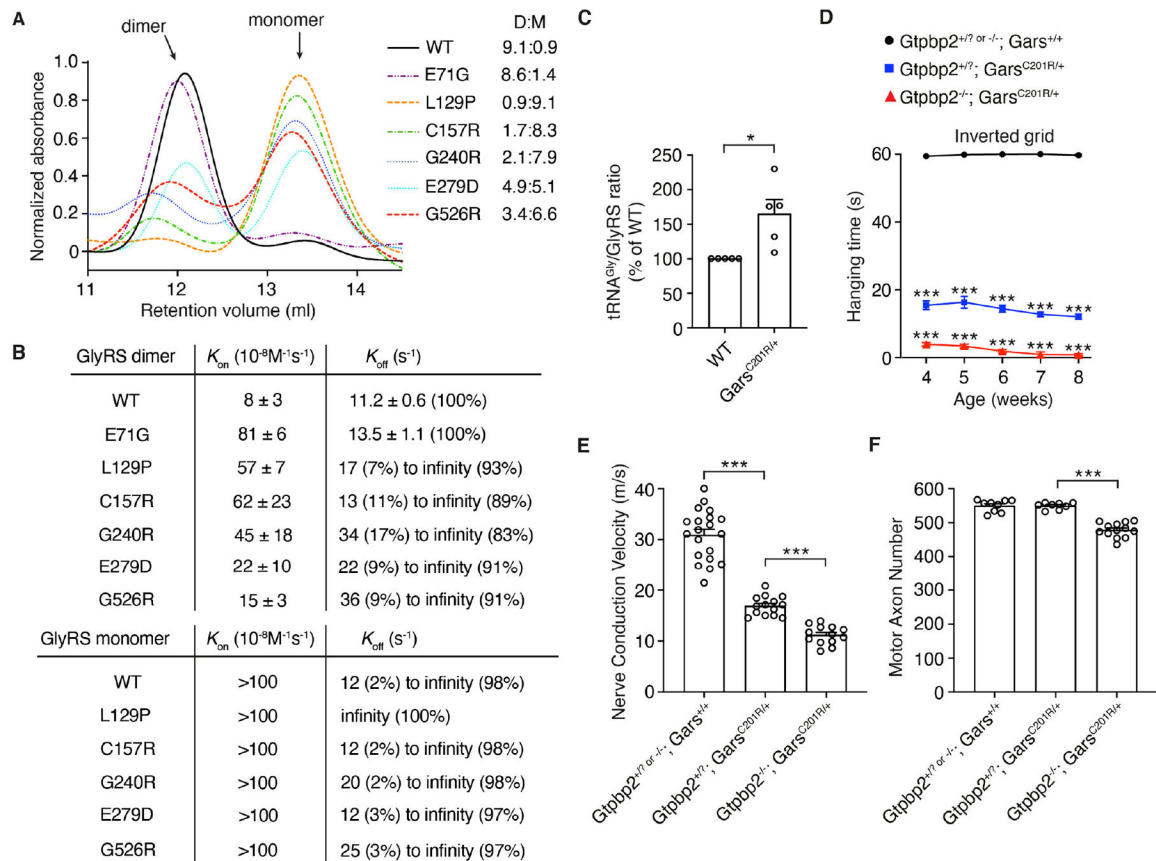 A
dimer
monomer
D:M
WT 9.1:0.9
E71G 8.6:1.4
L129P 0.9:9.1
C157R 1.7:8.3
G240R 2.1:7.9
E279D 4.9:5.1
G526R 3.4:6.6
Normalized absorbance
1.0
0.8
0.6
0.4
0.2
0
11 12 13 14
Retention volume (ml)
B
GlyRS dimer Kon (10-8M-1s-1) Koff (s-1)
WT 8 ± 3 11.2 ± 0.6 (100%)
E71G 81 ± 6 13.5 ± 1.1 (100%)
L129P 57 ± 7 17 (7%) to infinity (93%)
C157R 62 ± 23 13 (11%) to infinity (89%)
G240R 45 ± 18 34 (17%) to infinity (83%)
E279D 22 ± 10 22 (9%) to infinity (91%)
G526R 15 ± 3 36 (9%) to infinity (91%)
GlyRS monomer Kon (10-8M-1s-1) Koff (s-1)
WT >100 12 (2%) to infinity (98%)
L129P >100 infinity (100%)
C157R >100 12 (2%) to infinity (98%)
G240R >100 20 (2%) to infinity (98%)
E279D >100 12 (3%) to infinity (97%)
G526R >100 25 (3%) to infinity (97%)
C
tRNAGly/GlyRS ratio
(% of WT)
250
200
150
100
50
0
*
WT
GarsC201R/+
D
Gtpbp2+/? or -/-; Gars+/+
Gtpbp2+/?; GarsC201R/+
Gtpbp2-/-; GarsC201R/+
Inverted grid
Hanging time (s)
60
40
20
0
*** *** *** *** ***
*** *** *** *** ***
4 5 6 7 8
Age (weeks)
E
Nerve Conduction Velocity (m/s)
40
30
20
10
0
***
***
Gtpbp2+/? or -/-; Gars+/+
Gtpbp2+/?; GarsC201R/+
Gtpbp2-/-; GarsC201R/+
F
Motor Axon Number
600
500
400
300
200
100
0
***
Gtpbp2+/? or -/-; Gars+/+
Gtpbp2+/?; GarsC201R/+
Gtpbp2-/-; GarsC201R/+